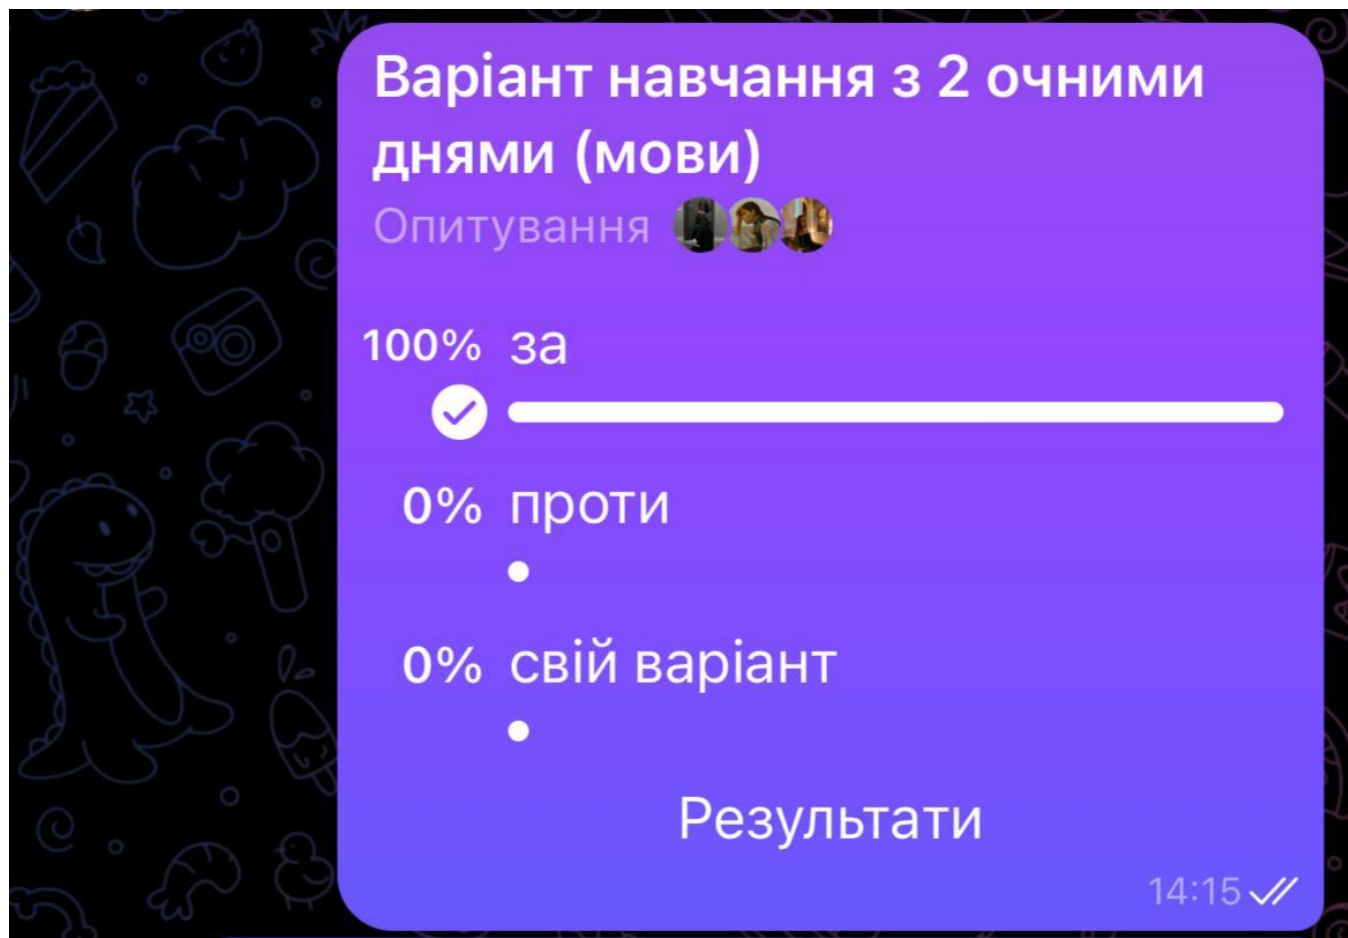 Варіант навчання з 2 очними
днями (мови)
Опитування
100% за
0% проти
0% свій варіант
Результати
14:15